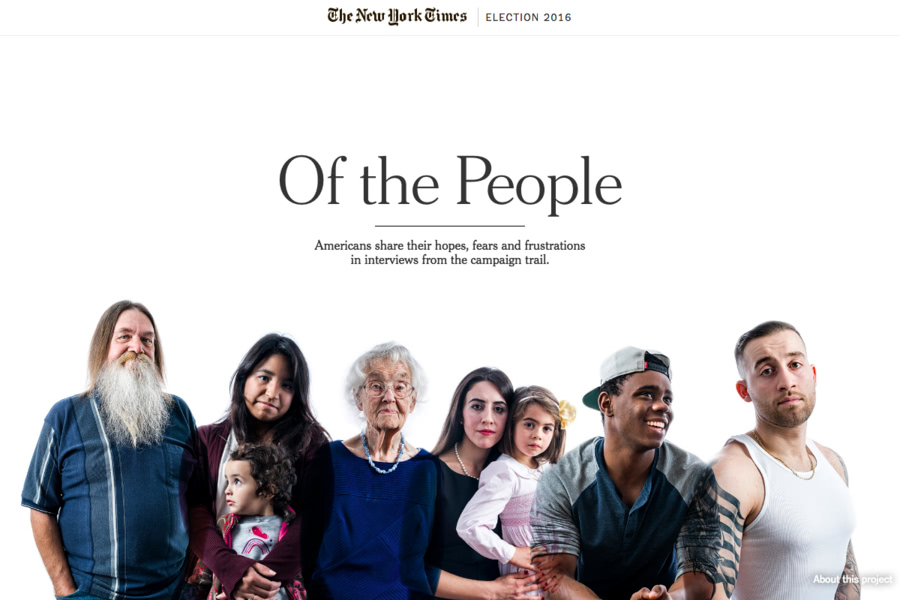 The New York Times | ELECTION 2016
Of the People
Americans share their hopes, fears and frustrations
in interviews from the campaign trail.
About this project